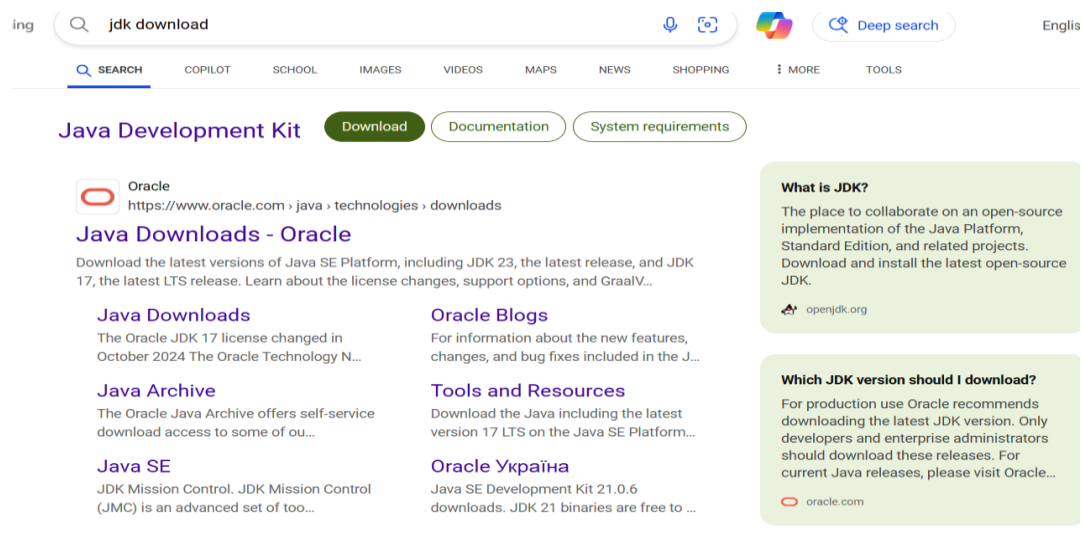 ing
jdk download
Deep search
Englis
SEARCH
COPILOT
SCHOOL
IMAGES
VIDEOS
MAPS
NEWS
SHOPPING
MORE
TOOLS
Java Development Kit
Download
Documentation
System requirements
Oracle
https://www.oracle.com › java › technologies › downloads
Java Downloads - Oracle
Download the latest versions of Java SE Platform, including JDK 23, the latest release, and JDK
17, the latest LTS release. Learn about the license changes, support options, and GraalV...
Java Downloads
The Oracle JDK 17 license changed in
October 2024 The Oracle Technology N...
Oracle Blogs
For information about the new features,
changes, and bug fixes included in the J...
Java Archive
The Oracle Java Archive offers self-service
download access to some of ou...
Tools and Resources
Download the Java including the latest
version 17 LTS on the Java SE Platform...
Java SE
JDK Mission Control. JDK Mission Control
(JMC) is an advanced set of too...
Oracle Україна
Java SE Development Kit 21.0.6
downloads. JDK 21 binaries are free to ...
What is JDK?
The place to collaborate on an open-source
implementation of the Java Platform,
Standard Edition, and related projects.
Download and install the latest open-source
JDK.
openjdk.org
Which JDK version should I download?
For production use Oracle recommends
downloading the latest JDK version. Only
developers and enterprise administrators
should download these releases. For
current Java releases, please visit Oracle...
oracle.com